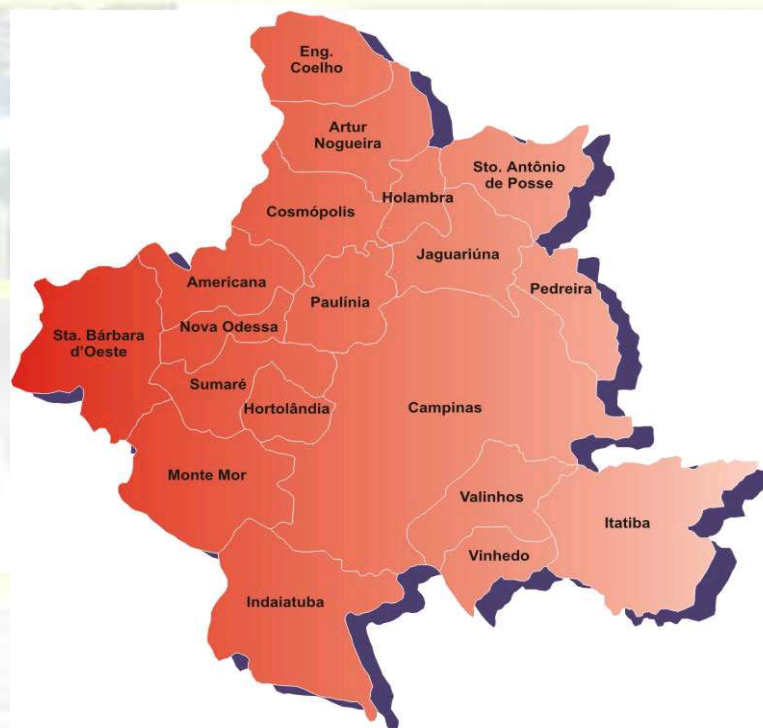 Eng.
Coelho
Artur
Nogueira
Sto. Antônio
de Posse
Holambra
Cosmópolis
Jaguariúna
Americana
Pedreira
Paulínia
Nova Odessa
Sta. Bárbara
d'Oeste
Sumaré
Hortolândia
Campinas
Monte Mor
Valinhos
Itatiba
Vinhedo
Indaiatuba